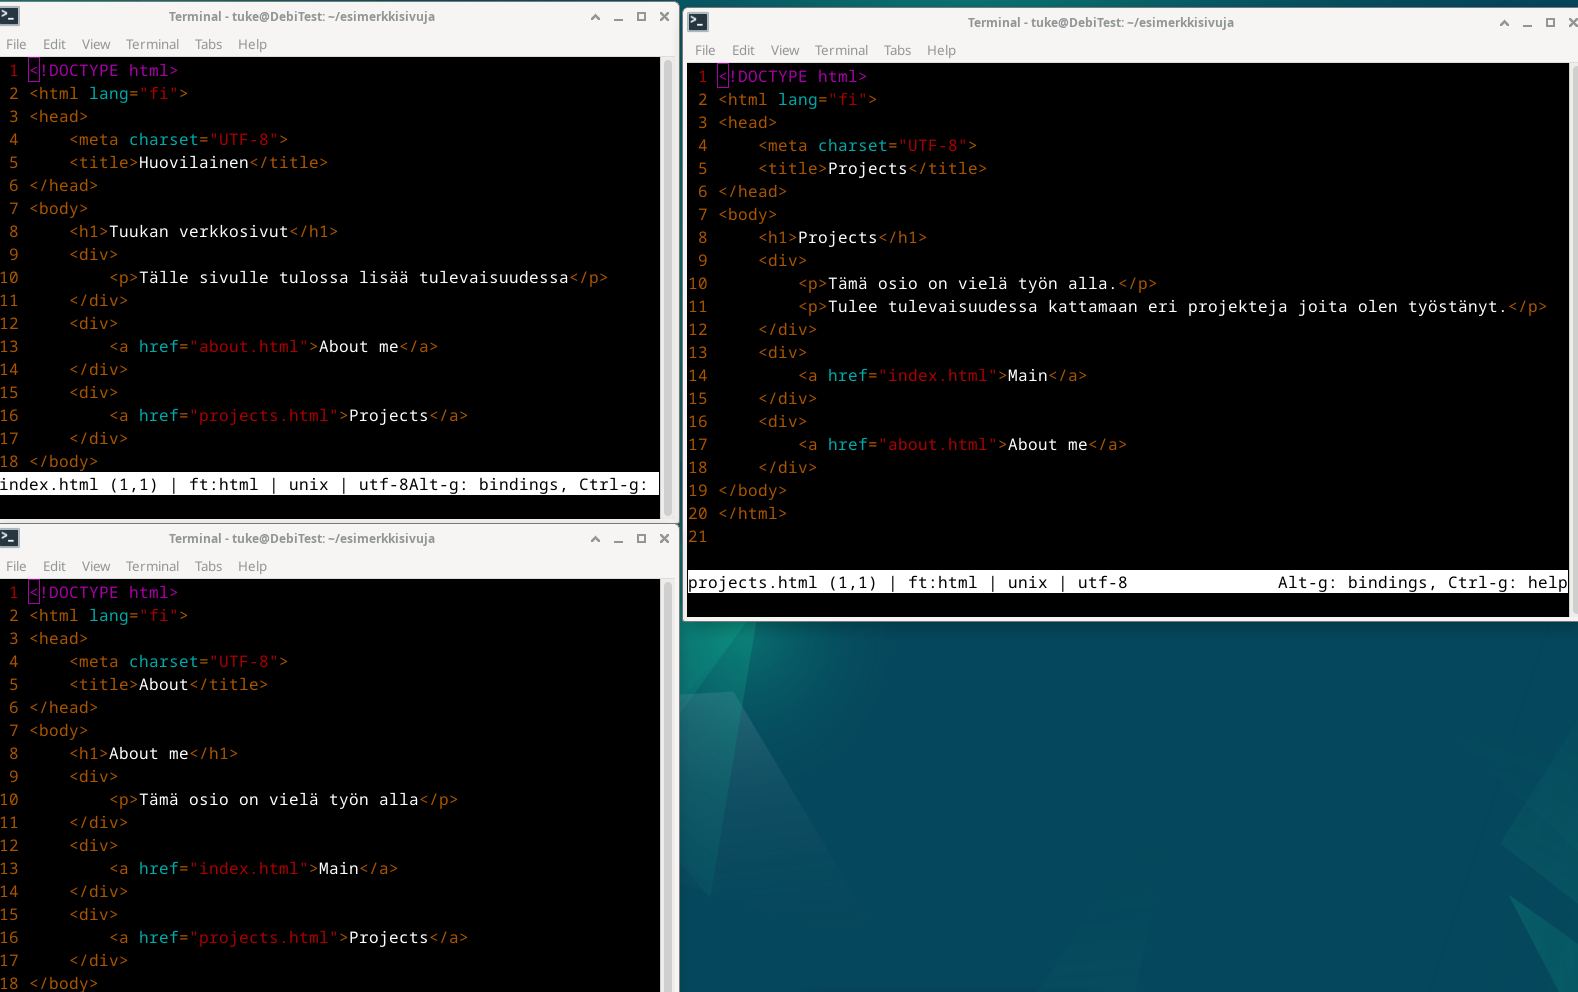 Terminal - tuke@DebiTest: ~/esimerkkisivuja
File Edit View Terminal Tabs Help
1 <!DOCTYPE html>
2 <html lang="fi">
3 <head>
4     <meta charset="UTF-8">
5     <title>Huovilainen</title>
6 </head>
7 <body>
8     <h1>Tuukan verkkosivut</h1>
9     <div>
10         <p>Tälle sivulle tulossa lisää tulevaisuudessa</p>
11     </div>
12     <div>
13         <a href="about.html">About me</a>
14     </div>
15     <div>
16         <a href="projects.html">Projects</a>
17     </div>
18 </body>
index.html (1,1) | ft:html | unix | utf-8Alt-g: bindings, Ctrl-g:
Terminal - tuke@DebiTest: ~/esimerkkisivuja
File Edit View Terminal Tabs Help
1 <!DOCTYPE html>
2 <html lang="fi">
3 <head>
4     <meta charset="UTF-8">
5     <title>About</title>
6 </head>
7 <body>
8     <h1>About me</h1>
9     <div>
10         <p>Tämä osio on vielä työn alla</p>
11     </div>
12     <div>
13         <a href="index.html">Main</a>
14     </div>
15     <div>
16         <a href="projects.html">Projects</a>
17     </div>
18 </body>
Terminal - tuke@DebiTest: ~/esimerkkisivuja
File Edit View Terminal Tabs Help
1 <!DOCTYPE html>
2 <html lang="fi">
3 <head>
4     <meta charset="UTF-8">
5     <title>Projects</title>
6 </head>
7 <body>
8     <h1>Projects</h1>
9     <div>
10         <p>Tämä osio on vielä työn alla.</p>
11         <p>Tulee tulevaisuudessa kattamaan eri projekteja joita olen työstänyt.</p>
12     </div>
13     <div>
14         <a href="index.html">Main</a>
15     </div>
16     <div>
17         <a href="about.html">About me</a>
18     </div>
19 </body>
20 </html>
21
projects.html (1,1) | ft:html | unix | utf-8 Alt-g: bindings, Ctrl-g: help